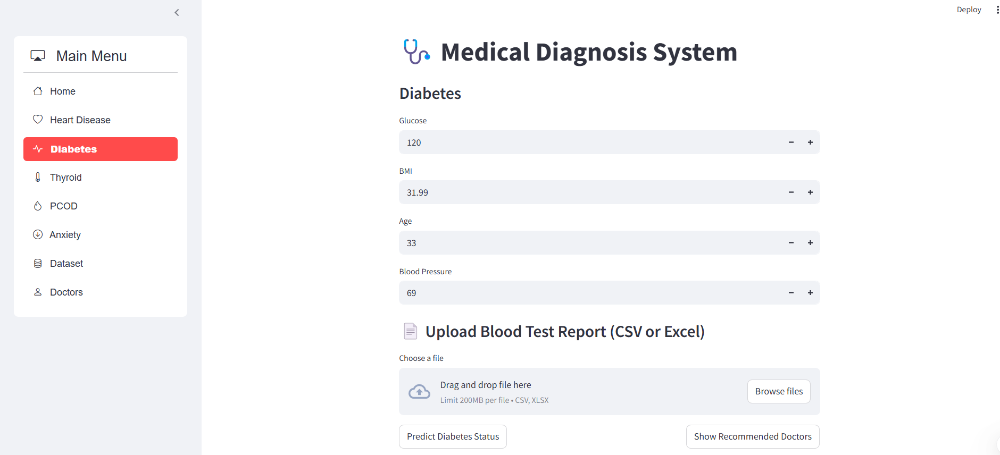 Deploy
Main Menu
Home
Heart Disease
Diabetes
Thyroid
PCOD
Anxiety
Dataset
Doctors
Medical Diagnosis System
Diabetes
Glucose
120
BMI
31.99
Age
33
Blood Pressure
69
Upload Blood Test Report (CSV or Excel)
Choose a file
Drag and drop file here
Limit 200MB per file • CSV, XLSX
Browse files
Predict Diabetes Status
Show Recommended Doctors